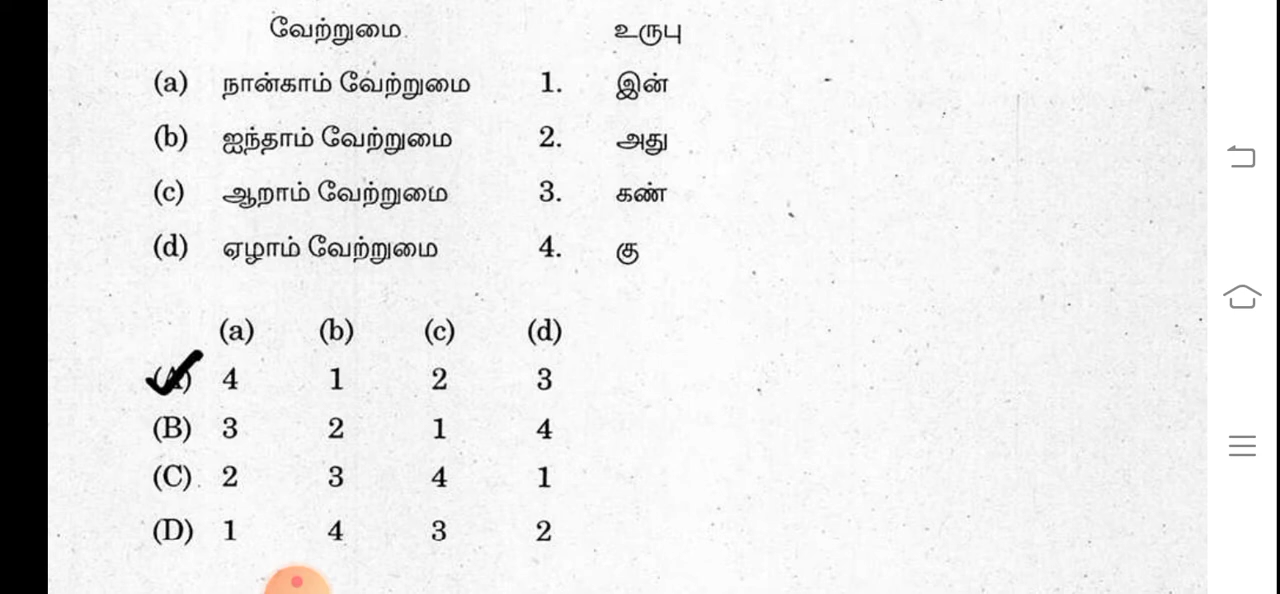 வேற்றுமை உருபு
(a) நான்காம் வேற்றுமை 1. இன்
(b) ஐந்தாம் வேற்றுமை 2. அது
(c) ஆறாம் வேற்றுமை 3. கண்
(d) ஏழாம் வேற்றுமை 4. கு
(a) (b) (c) (d)
(A) 4 1 2 3
(B) 3 2 1 4
(C) 2 3 4 1
(D) 1 4 3 2